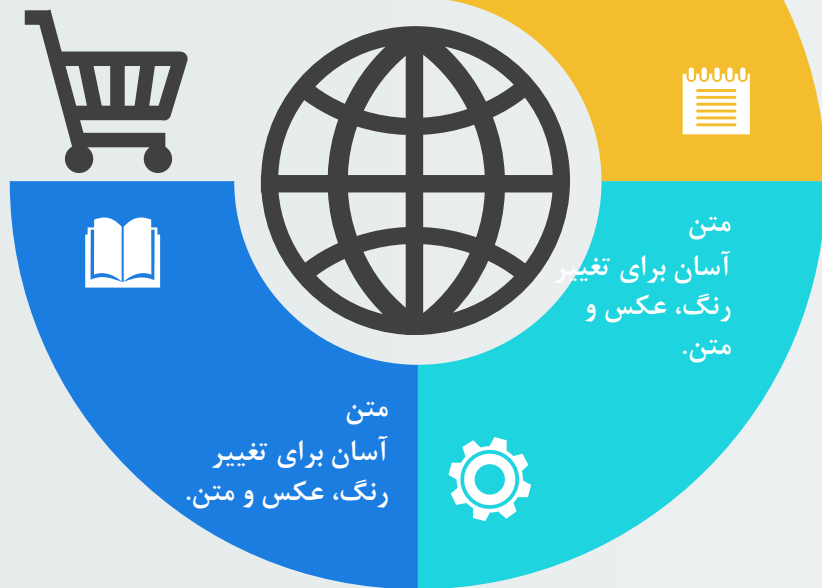 متن
آسان برای تغییر
رنگ، عکس و
متن.
متن
آسان برای تغییر
رنگ، عکس و متن.